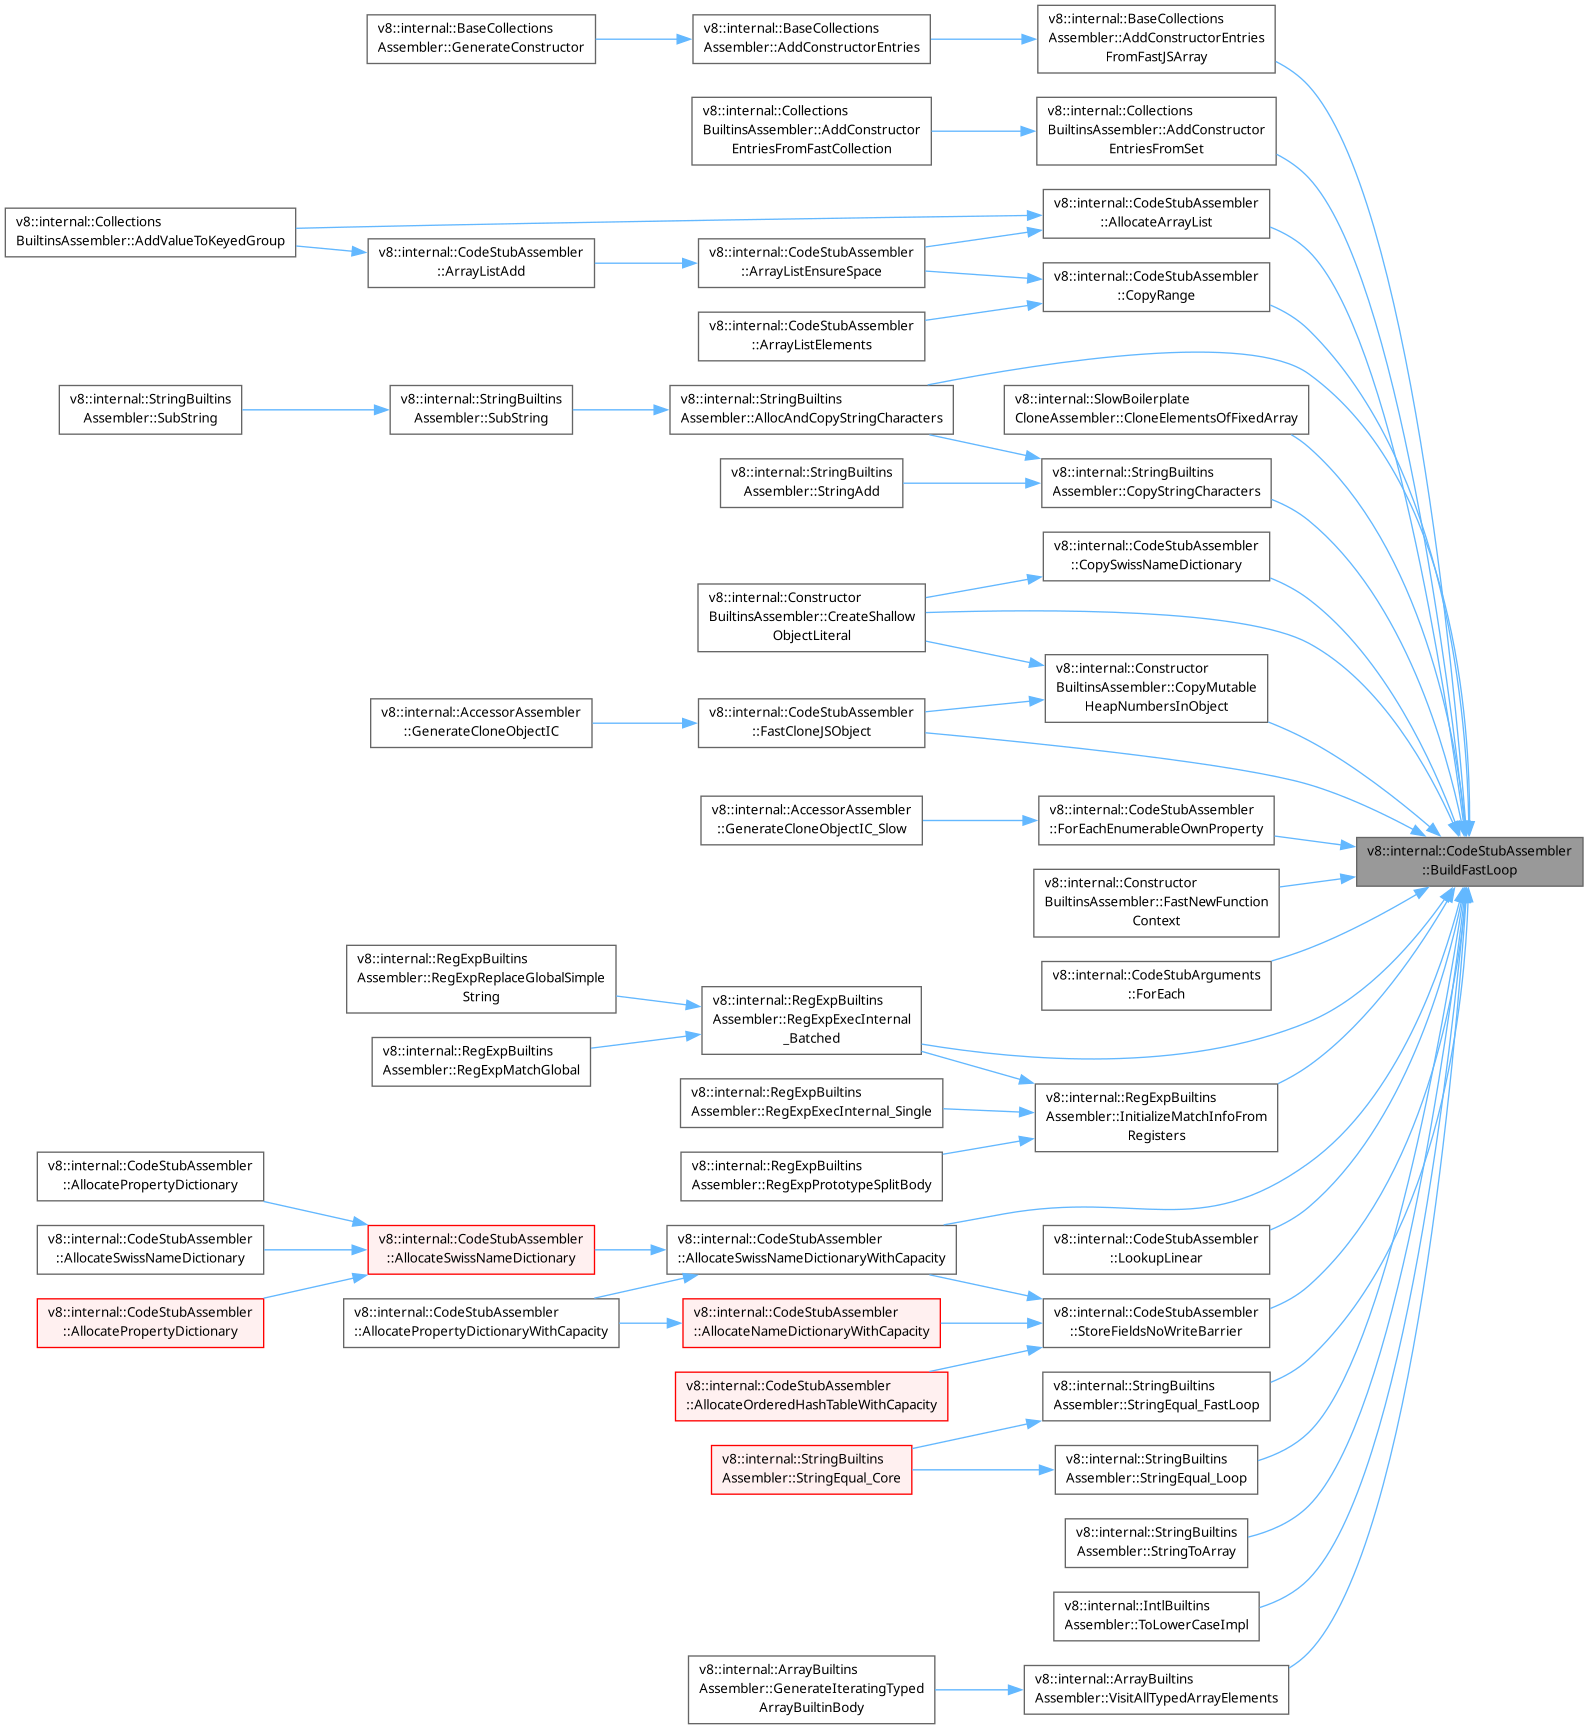 v8::internal::BaseCollections
Assembler::GenerateConstructor
v8::internal::BaseCollections
Assembler::AddConstructorEntries
v8::internal::BaseCollections
Assembler::AddConstructorEntries
FromFastJSArray
v8::internal::Collections
BuiltinsAssembler::AddConstructor
EntriesFromFastCollection
v8::internal::Collections
BuiltinsAssembler::AddConstructor
EntriesFromSet
v8::internal::Collections
BuiltinsAssembler::AddValueToKeyedGroup
v8::internal::CodeStubAssembler
::ArrayListAdd
v8::internal::CodeStubAssembler
::ArrayListEnsureSpace
v8::internal::CodeStubAssembler
::AllocateArrayList
v8::internal::CodeStubAssembler
::CopyRange
v8::internal::CodeStubAssembler
::ArrayListElements
v8::internal::StringBuiltins
Assembler::SubString
v8::internal::StringBuiltins
Assembler::SubString
v8::internal::StringBuiltins
Assembler::AllocAndCopyStringCharacters
v8::internal::SlowBoilerplate
CloneAssembler::CloneElementsOfFixedArray
v8::internal::StringBuiltins
Assembler::StringAdd
v8::internal::StringBuiltins
Assembler::CopyStringCharacters
v8::internal::CodeStubAssembler
::CopySwissNameDictionary
v8::internal::Constructor
BuiltinsAssembler::CreateShallow
ObjectLiteral
v8::internal::Constructor
BuiltinsAssembler::CopyMutable
HeapNumbersInObject
v8::internal::AccessorAssembler
::GenerateCloneObjectIC
v8::internal::CodeStubAssembler
::FastCloneJSObject
v8::internal::AccessorAssembler
::GenerateCloneObjectIC_Slow
v8::internal::CodeStubAssembler
::ForEachEnumerableOwnProperty
v8::internal::CodeStubAssembler
::BuildFastLoop
v8::internal::Constructor
BuiltinsAssembler::FastNewFunction
Context
v8::internal::CodeStubArguments
::ForEach
v8::internal::RegExpBuiltins
Assembler::RegExpReplaceGlobalSimple
String
v8::internal::RegExpBuiltins
Assembler::RegExpExecInternal
_Batched
v8::internal::RegExpBuiltins
Assembler::RegExpMatchGlobal
v8::internal::RegExpBuiltins
Assembler::RegExpExecInternal_Single
v8::internal::RegExpBuiltins
Assembler::InitializeMatchInfoFrom
Registers
v8::internal::RegExpBuiltins
Assembler::RegExpPrototypeSplitBody
v8::internal::CodeStubAssembler
::AllocatePropertyDictionary
v8::internal::CodeStubAssembler
::AllocateSwissNameDictionary
v8::internal::CodeStubAssembler
::AllocateSwissNameDictionary
v8::internal::CodeStubAssembler
::AllocateSwissNameDictionaryWithCapacity
v8::internal::CodeStubAssembler
::LookupLinear
v8::internal::CodeStubAssembler
::AllocatePropertyDictionary
v8::internal::CodeStubAssembler
::AllocatePropertyDictionaryWithCapacity
v8::internal::CodeStubAssembler
::AllocateNameDictionaryWithCapacity
v8::internal::CodeStubAssembler
::StoreFieldsNoWriteBarrier
v8::internal::CodeStubAssembler
::AllocateOrderedHashTableWithCapacity
v8::internal::StringBuiltins
Assembler::StringEqual_FastLoop
v8::internal::StringBuiltins
Assembler::StringEqual_Core
v8::internal::StringBuiltins
Assembler::StringEqual_Loop
v8::internal::StringBuiltins
Assembler::StringToArray
v8::internal::IntlBuiltins
Assembler::ToLowerCaseImpl
v8::internal::ArrayBuiltins
Assembler::GenerateIteratingTyped
ArrayBuiltinBody
v8::internal::ArrayBuiltins
Assembler::VisitAllTypedArrayElements